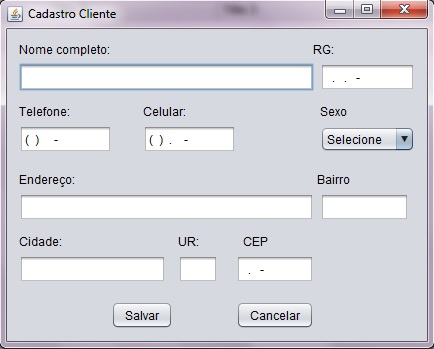 Cadastro Cliente
Nome completo: RG:
. . -
Telefone: Celular: Sexo
( ) - ( ) . - Selecione
Endereço: Bairro
Cidade: UR: CEP
. -
Salvar Cancelar